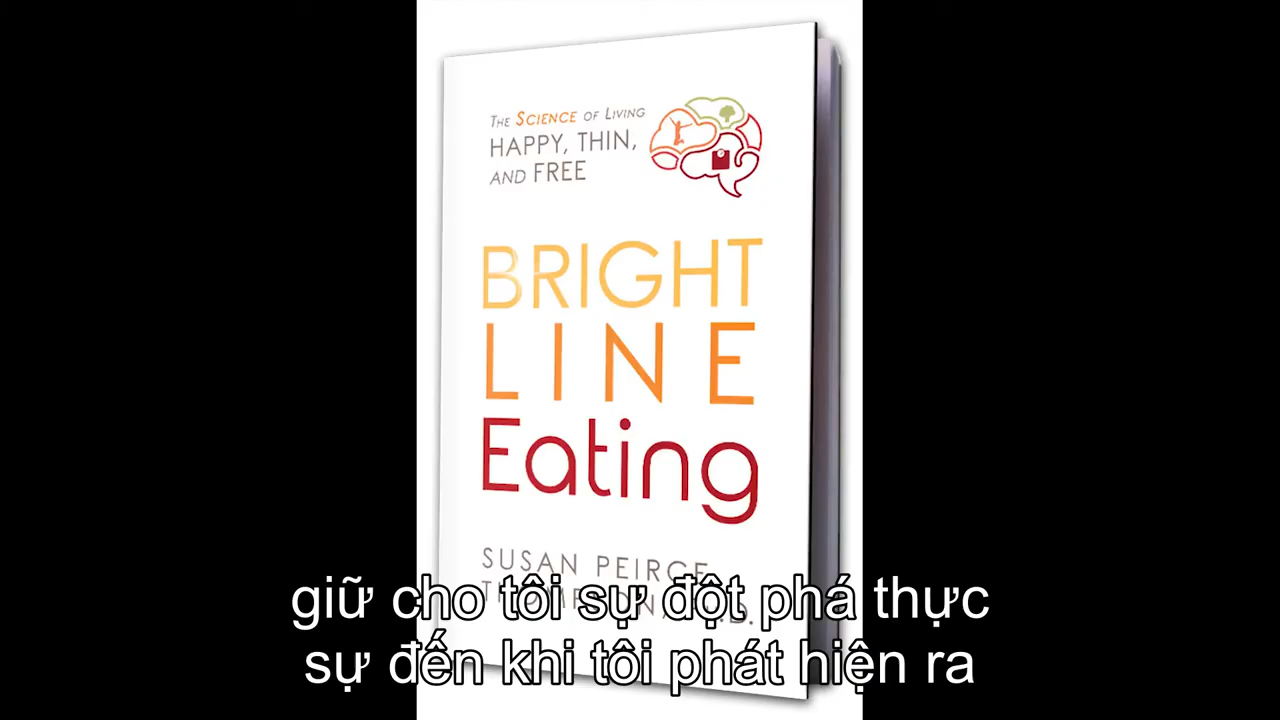 THE SCIENCE OF LIVING
HAPPY, THIN,
AND FREE
BRIGHT
LINE
Eating
SUSAN PEIRCE
giữ cho tôi sự đột phá thực
sự đến khi tôi phát hiện ra